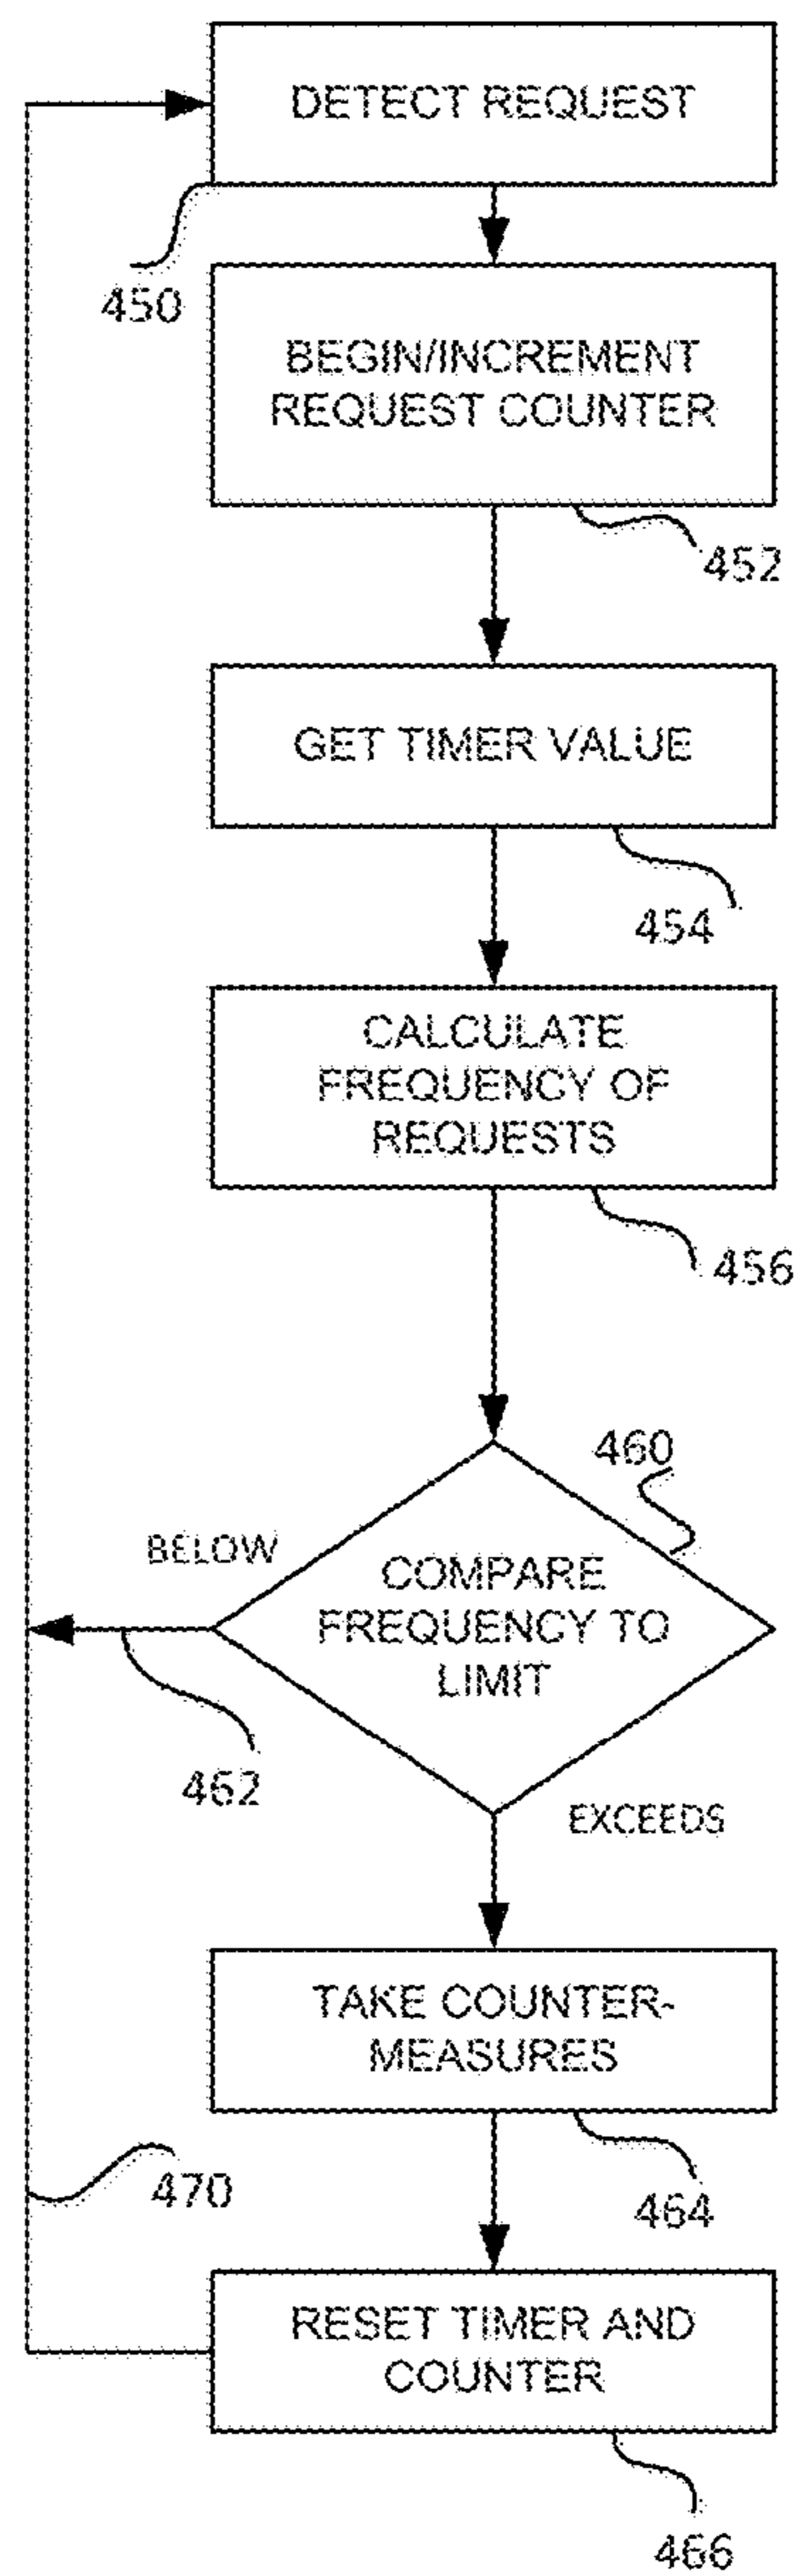 DETECT REQUEST
450
BEGIN/INCREMENT
REQUEST COUNTER
452
GET TIMER VALUE
454
CALCULATE
FREQUENCY OF
REQUESTS
456
460
BELOW
COMPARE
FREQUENCY TO
LIMIT
462
EXCEEDS
TAKE COUNTER-
MEASURES
470
464
RESET TIMER AND
COUNTER
466